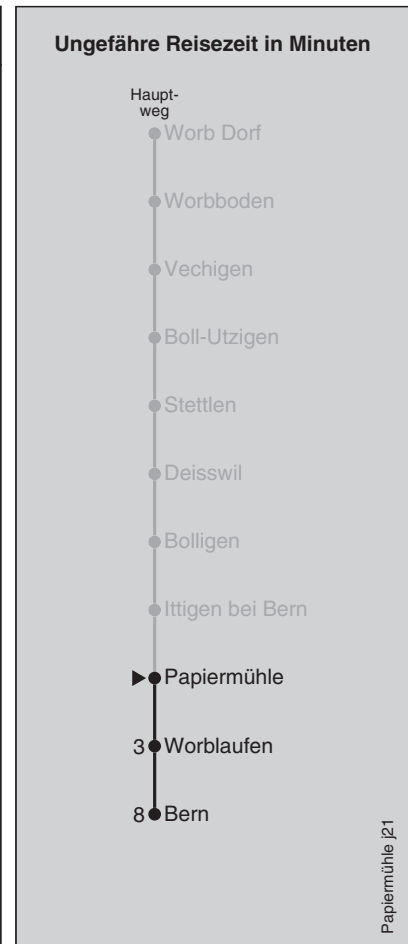 Ungefähre Reisezeit in Minuten
Haupt-
weg
Worb Dorf
Worbboden
Vechigen
Boll-Utzigen
Stettlen
Deisswil
Bolligen
Ittigen bei Bern
Papiermühle
3 Worblaufen
8 Bern
Papiermühle j21